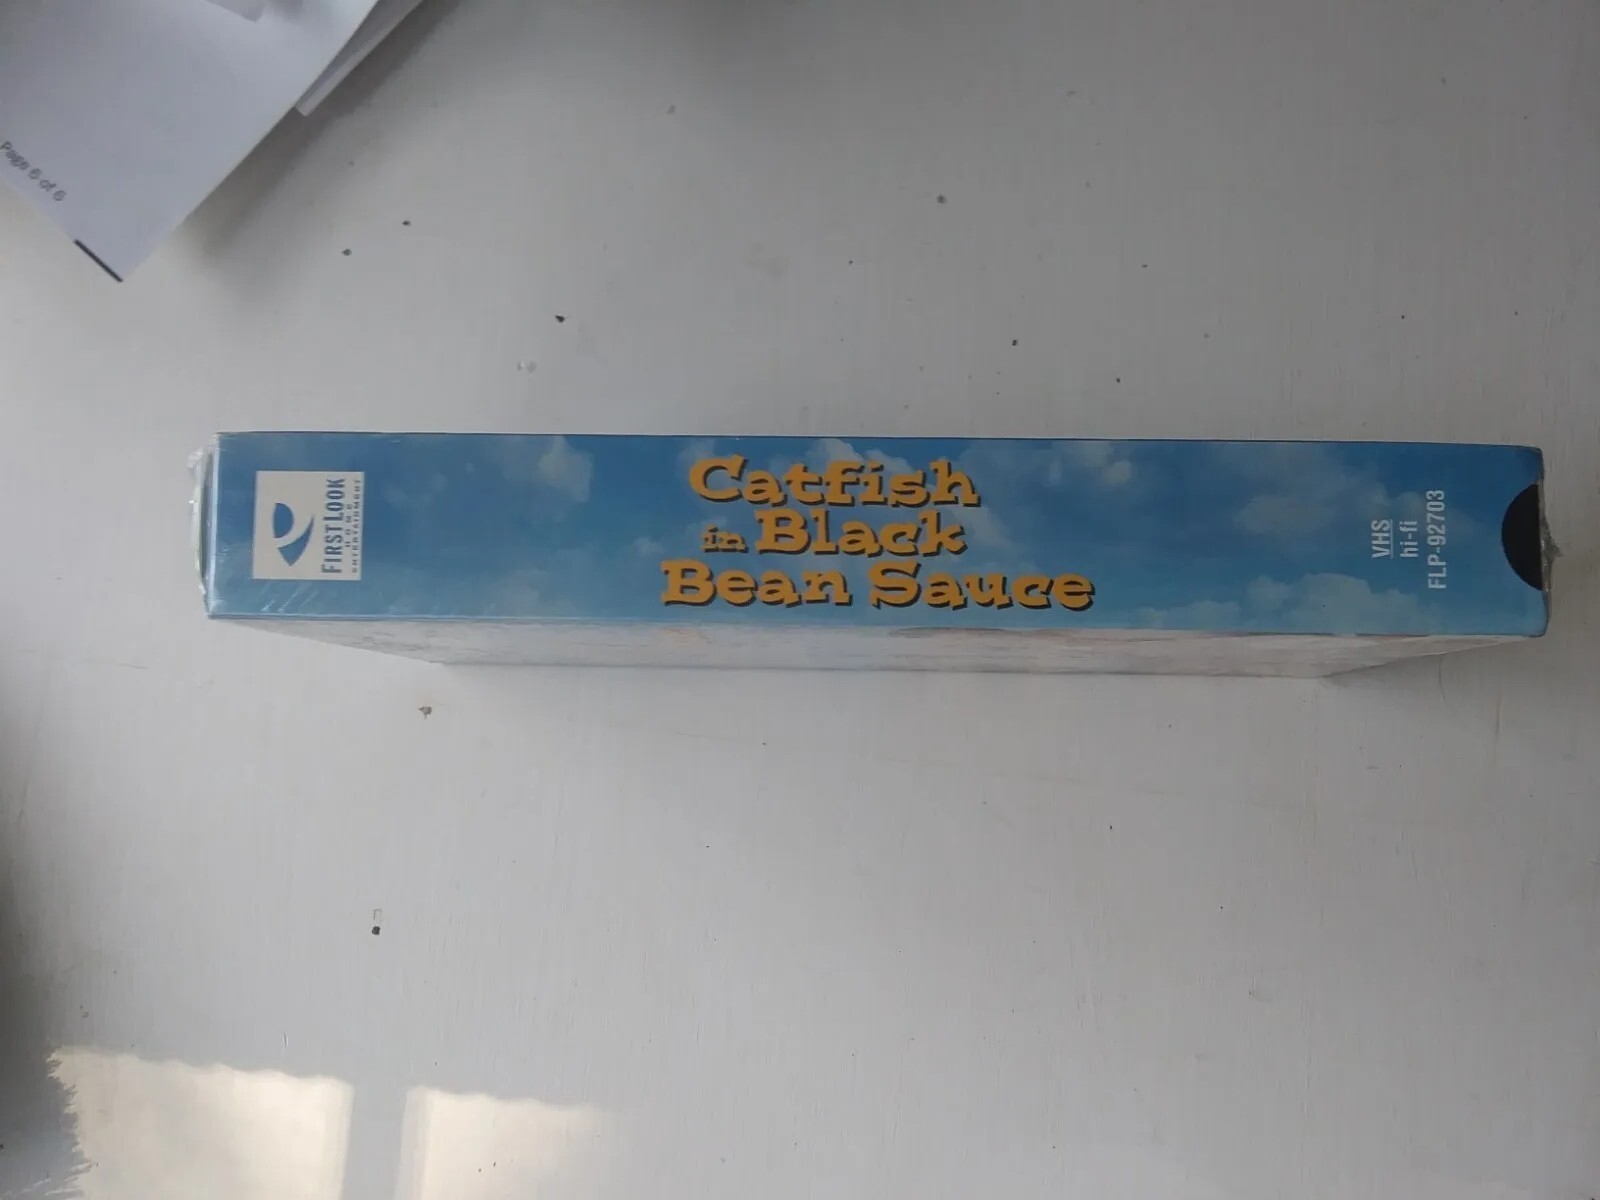 Page 6 of 6
FIRST LOOK
HOME
ENTERTAINMENT
Catfish
in Black
Bean Sauce
VHS
hi-fi
FLP-92703